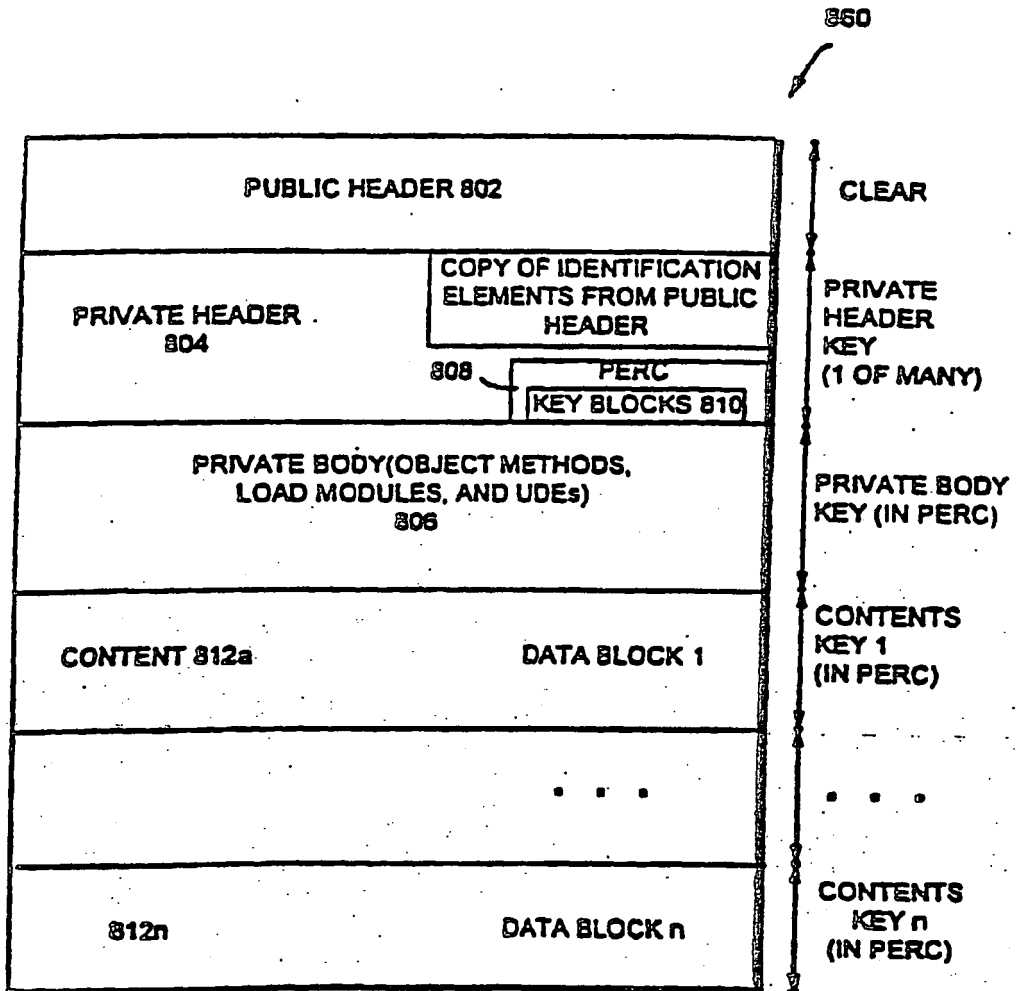 860
PUBLIC HEADER 802
CLEAR
PRIVATE HEADER
804
COPY OF IDENTIFICATION
ELEMENTS FROM PUBLIC
HEADER
808
PERC
KEY BLOCKS 810
PRIVATE
HEADER
KEY
(1 OF MANY)
PRIVATE BODY(OBJECT METHODS,
LOAD MODULES, AND UDEs)
806
PRIVATE BODY
KEY (IN PERC)
CONTENT 812a
DATA BLOCK 1
CONTENTS
KEY 1
(IN PERC)
. . .
. . .
812n
DATA BLOCK n
CONTENTS
KEY n
(IN PERC)